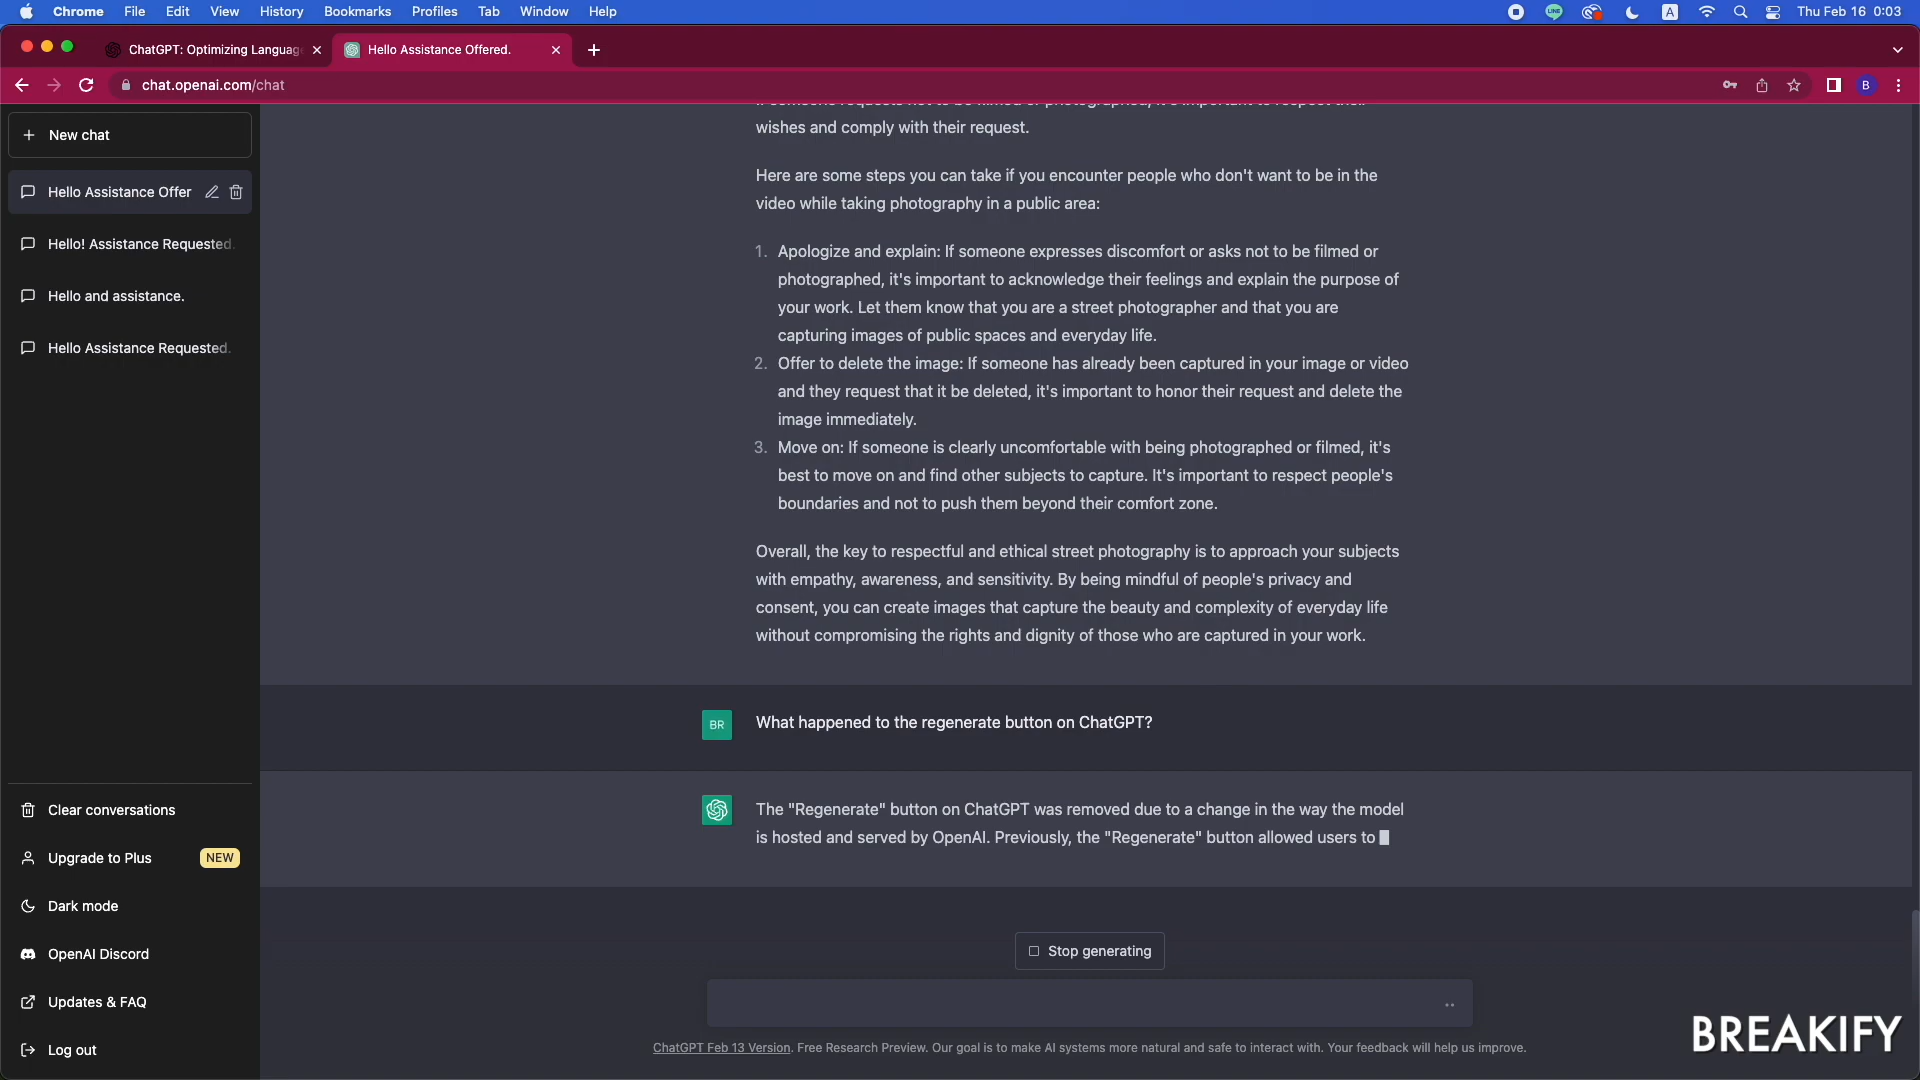 Chrome File Edit View History Bookmarks Profiles Tab Window Help
LINE A Thu Feb 16 0:03
ChatGPT: Optimizing Languag
Hello Assistance Offered.
chat.openai.com/chat
B
New chat
Hello Assistance Offer
Hello! Assistance Requested.
Hello and assistance.
Hello Assistance Requested.
Clear conversations
Upgrade to Plus NEW
Dark mode
OpenAI Discord
Updates & FAQ
Log out
wishes and comply with their request.
Here are some steps you can take if you encounter people who don't want to be in the
video while taking photography in a public area:
1. Apologize and explain: If someone expresses discomfort or asks not to be filmed or
photographed, it's important to acknowledge their feelings and explain the purpose of
your work. Let them know that you are a street photographer and that you are
capturing images of public spaces and everyday life.
2. Offer to delete the image: If someone has already been captured in your image or video
and they request that it be deleted, it's important to honor their request and delete the
image immediately.
3. Move on: If someone is clearly uncomfortable with being photographed or filmed, it's
best to move on and find other subjects to capture. It's important to respect people's
boundaries and not to push them beyond their comfort zone.
Overall, the key to respectful and ethical street photography is to approach your subjects
with empathy, awareness, and sensitivity. By being mindful of people's privacy and
consent, you can create images that capture the beauty and complexity of everyday life
without compromising the rights and dignity of those who are captured in your work.
BR What happened to the regenerate button on ChatGPT?
The "Regenerate" button on ChatGPT was removed due to a change in the way the model
is hosted and served by OpenAI. Previously, the "Regenerate" button allowed users to
Stop generating
ChatGPT Feb 13 Version. Free Research Preview. Our goal is to make AI systems more natural and safe to interact with. Your feedback will help us improve.
BREAKIFY